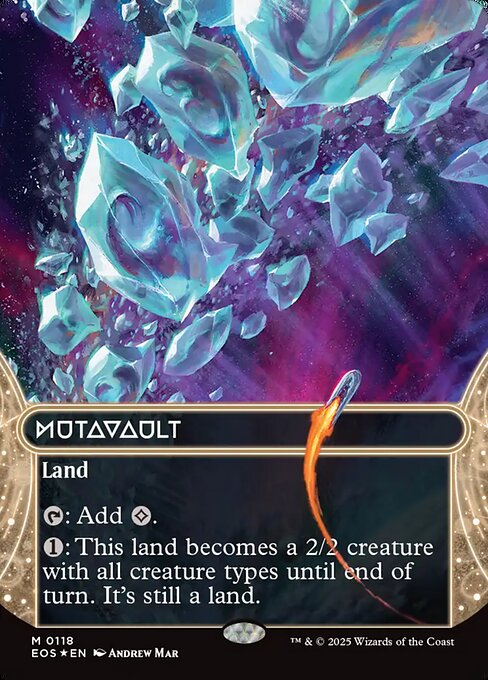 MUTAVAULT
Land
: Add .
1: This land becomes a 2/2 creature
with all creature types until end of
turn. It's still a land.
M 0118
EOS★EN Andrew Mar
™ & © 2025 Wizards of the Coast